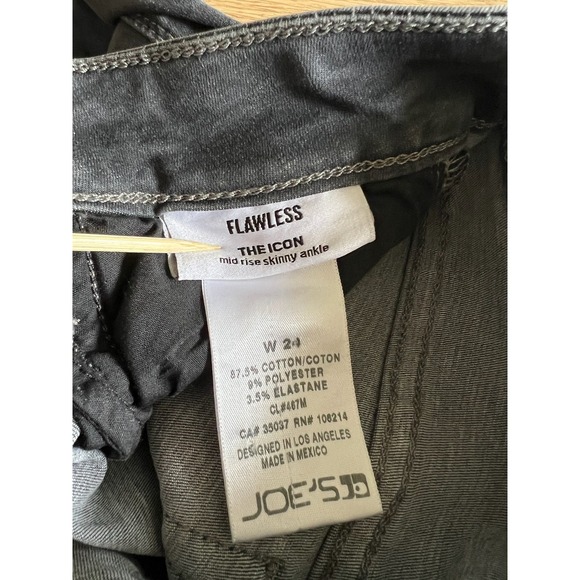 FLAWLESS
THE ICON
mid rise skinny ankle
W 24
87.5% COTTON/COTON
9% POLYESTER
3.5% ELASTANE
CL#467M
CA# 35037 RN# 106214
DESIGNED IN LOS ANGELES
MADE IN MEXICO
JOE'S